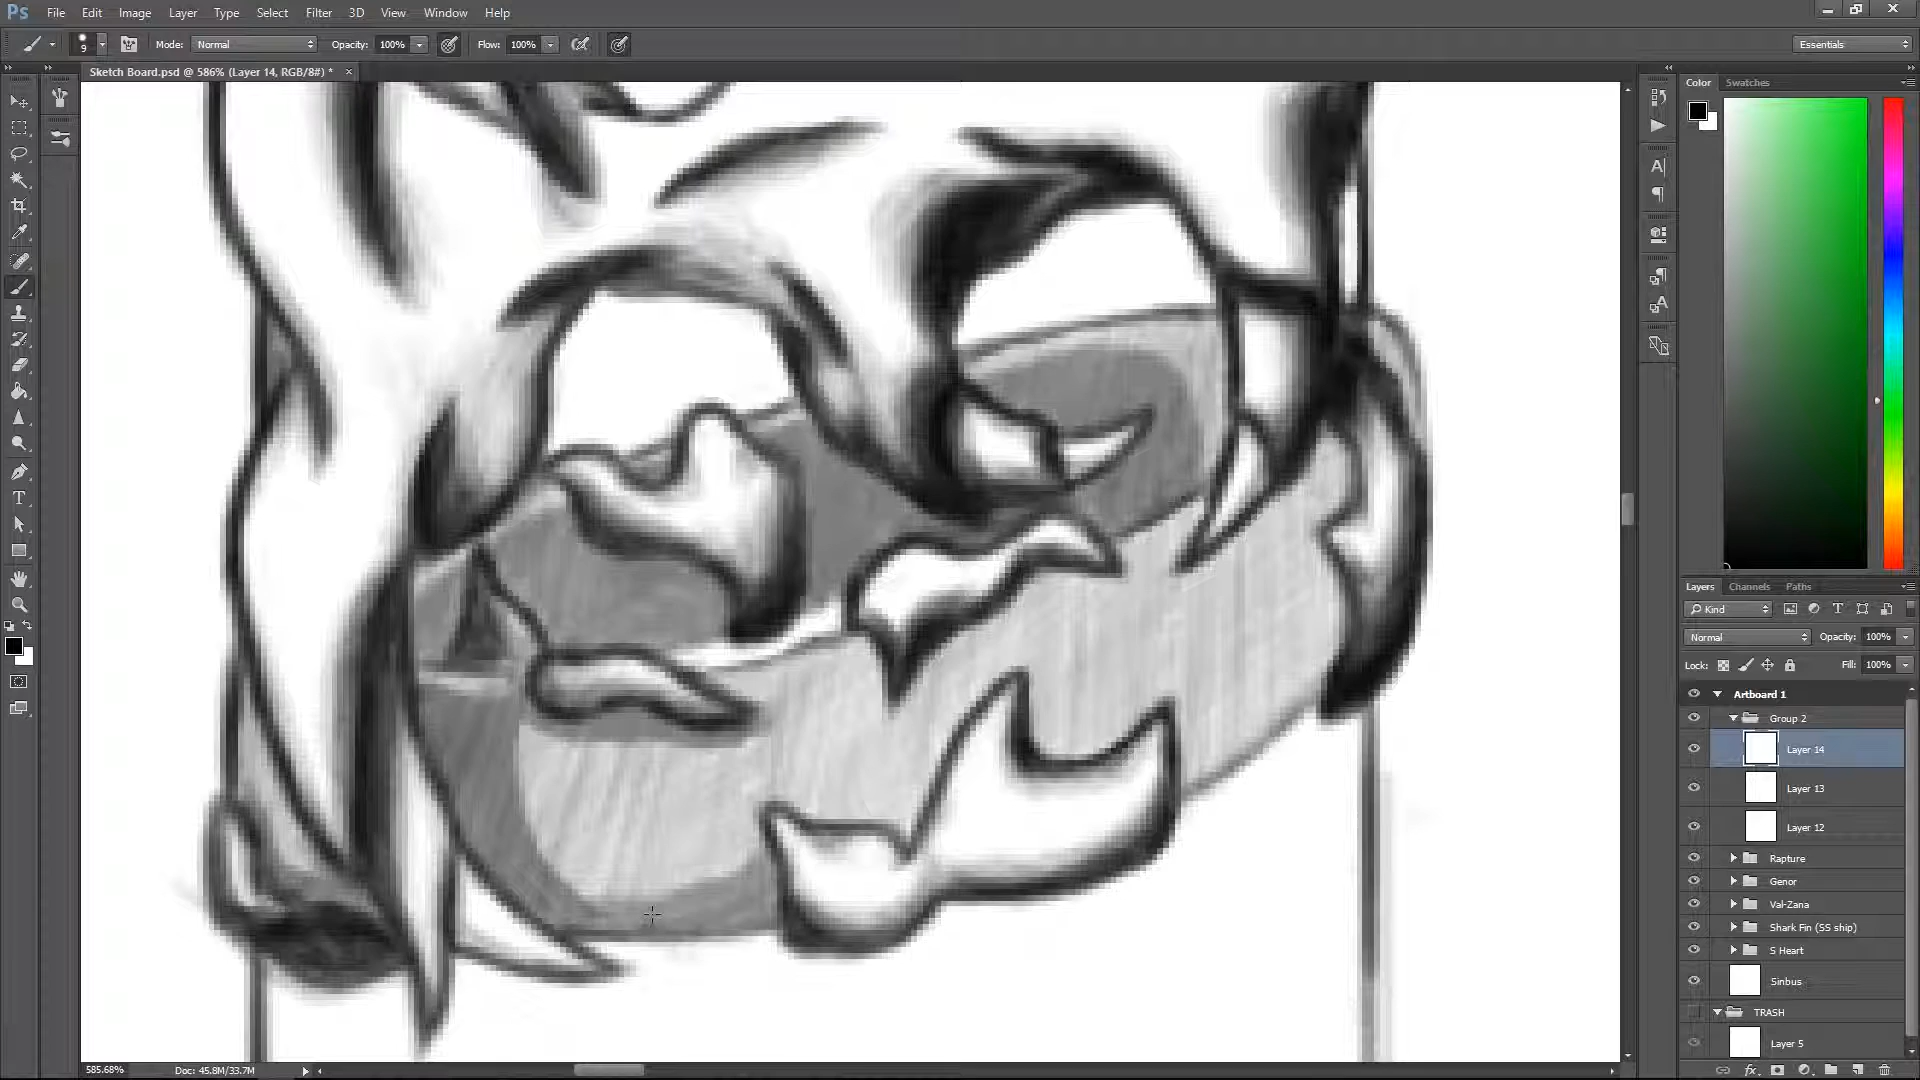 Ps File Edit Image Layer Type Select Filter 3D View Window Help
9 Mode: Normal Opacity: 100% Flow: 100% Essentials
Sketch Board.psd @ 586% (Layer 14, RGB/8#) * ×
Color Swatches
Layers Channels Paths
Kind
Normal Opacity: 100%
Lock: Fill: 100%
Artboard 1
Group 2
Layer 14
Layer 13
Layer 12
Rapture
Genor
Val-Zana
Shark Fin (SS ship)
S Heart
Sinbus
TRASH
Layer 5
585.68% Doc: 45.8M/33.7M